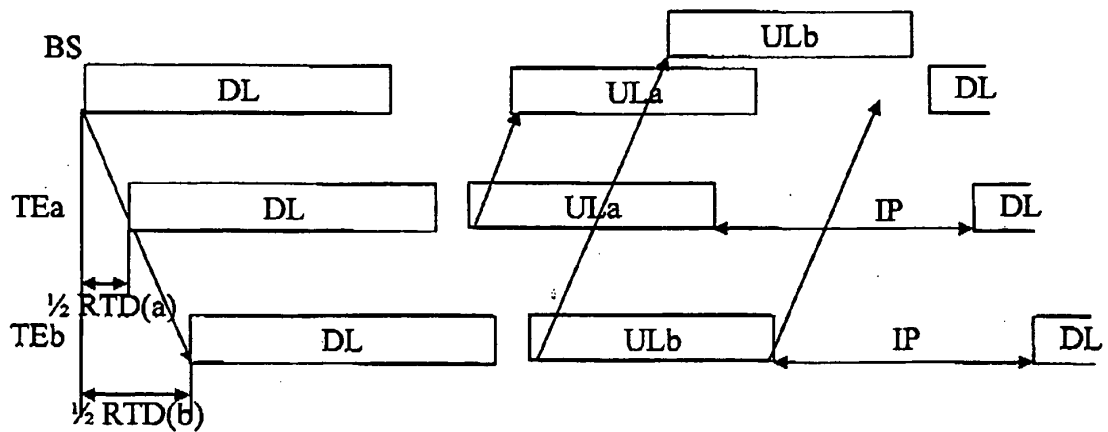 ULb
BS
DL
ULa
DL
TEa
DL
ULa
IP
DL
½ RTD(a)
TEb
DL
ULb
IP
DL
½ RTD(b)